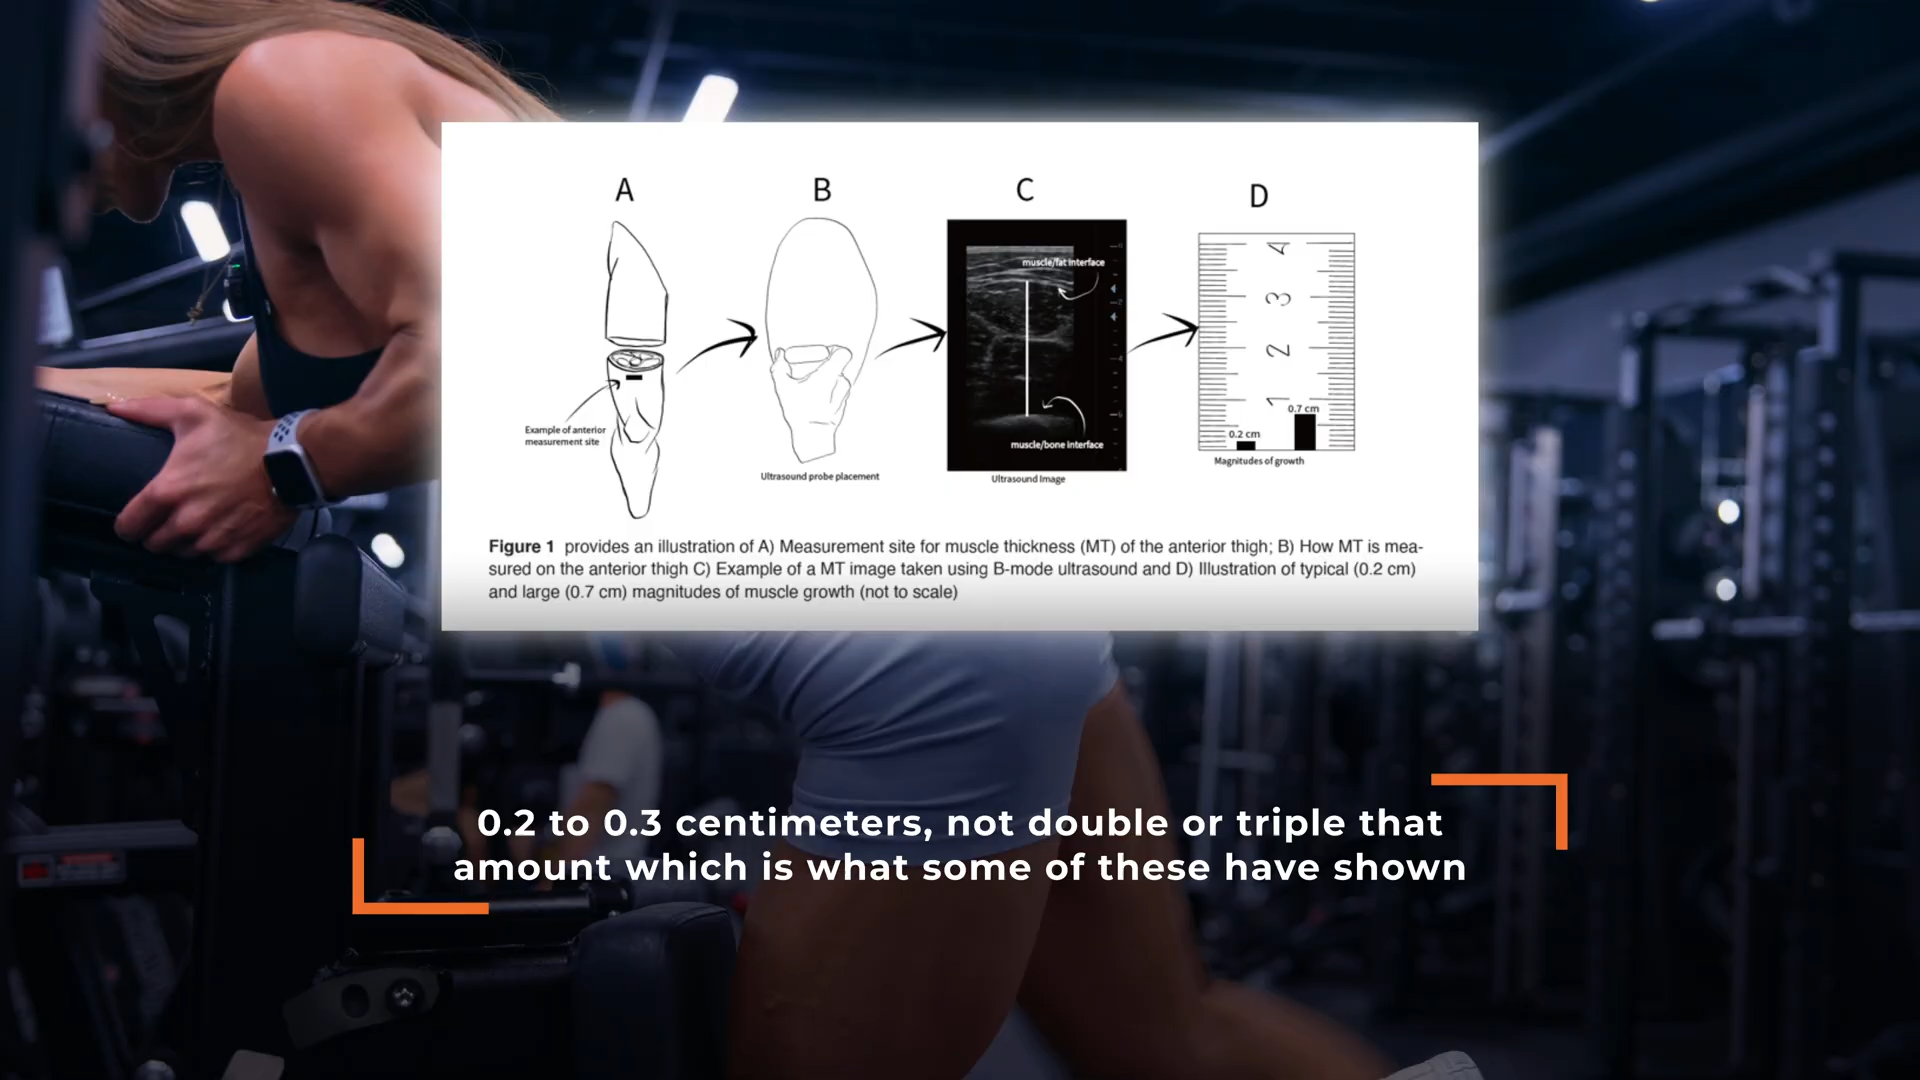 A
B
C
D
muscle/fat interface
muscle/bone interface
4
3
2
1
0.7 cm
0.2 cm
Magnitudes of growth
Example of anterior
measurement site
Ultrasound probe placement
Ultrasound Image
Figure 1 provides an illustration of A) Measurement site for muscle thickness (MT) of the anterior thigh; B) How MT is mea-
sured on the anterior thigh C) Example of a MT image taken using B-mode ultrasound and D) Illustration of typical (0.2 cm)
and large (0.7 cm) magnitudes of muscle growth (not to scale)
0.2 to 0.3 centimeters, not double or triple that
amount which is what some of these have shown